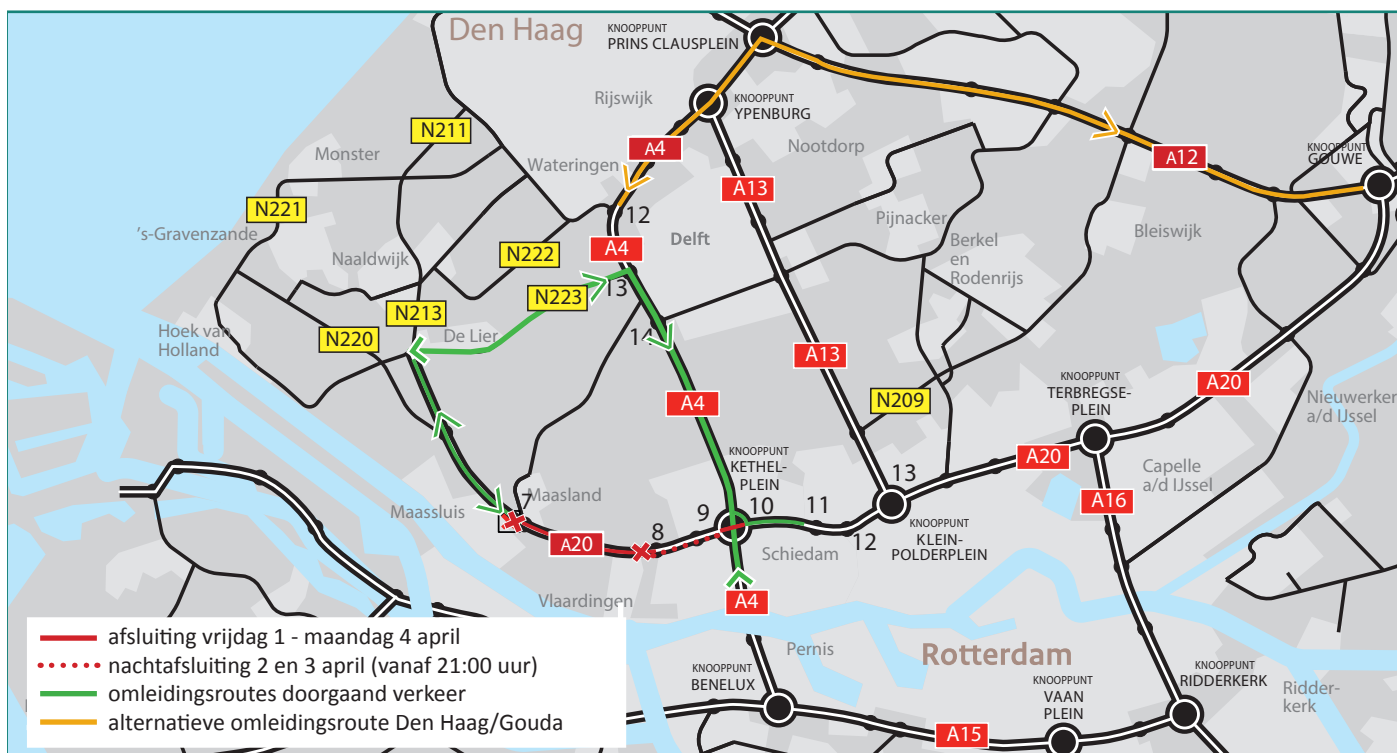 Den Haag
KNOOPPUNT
PRINS CLAUSPLEIN
Rijswijk
KNOOPPUNT
YPENBURG
N211
Monster
Wateringen
A4
Nootdorp
A12
KNOOPPUNT
GOUWE
A13
N221
12
's-Gravenzande
Pijnacker
Delft
Bleiswijk
A4
N222
Naaldwijk
Berkel
en
Rodenrijs
13
N223
N213
De Lier
Hoek van
Holland
N220
14
A13
A4
N209
KNOOPPUNT
TERBREGSE-
PLEIN
A20
Nieuwerker
a/d IJssel
KNOOPPUNT
KETHEL-
PLEIN
A20
Capelle
a/d IJssel
13
A16
Maasland
7
Maassluis
9
10
11
8
12
A20
KNOOPPUNT
KLEIN-
POLDERPLEIN
Schiedam
Vlaardingen
A4
Pernis
Rotterdam
KNOOPPUNT
BENELUX
KNOOPPUNT
VAAN
PLEIN
KNOOPPUNT
RIDDERKERK
Ridder-
kerk
A15
afsluiting vrijdag 1 - maandag 4 april
nachtafsluiting 2 en 3 april (vanaf 21:00 uur)
omleidingsroutes doorgaand verkeer
alternatieve omleidingsroute Den Haag/Gouda